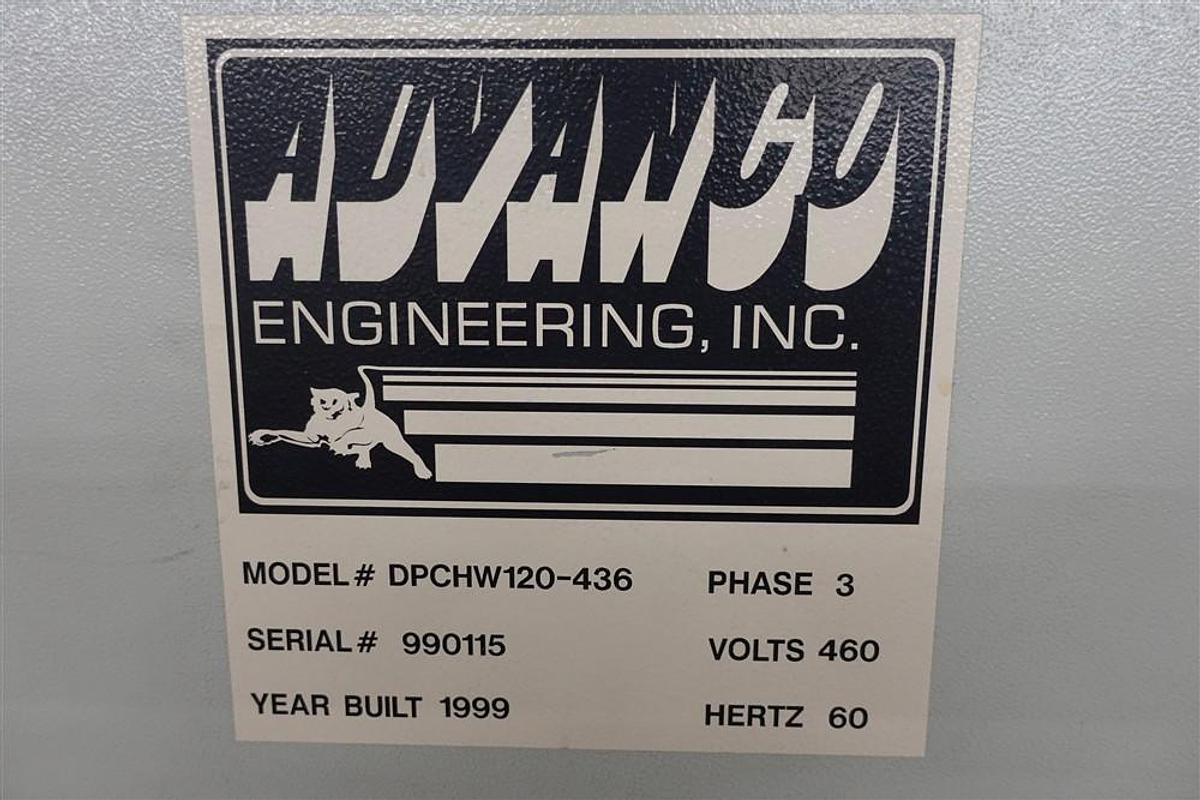 ADVANCO
ENGINEERING, INC.
MODEL# DPCHW120-436 PHASE 3
SERIAL# 990115 VOLTS 460
YEAR BUILT 1999 HERTZ 60